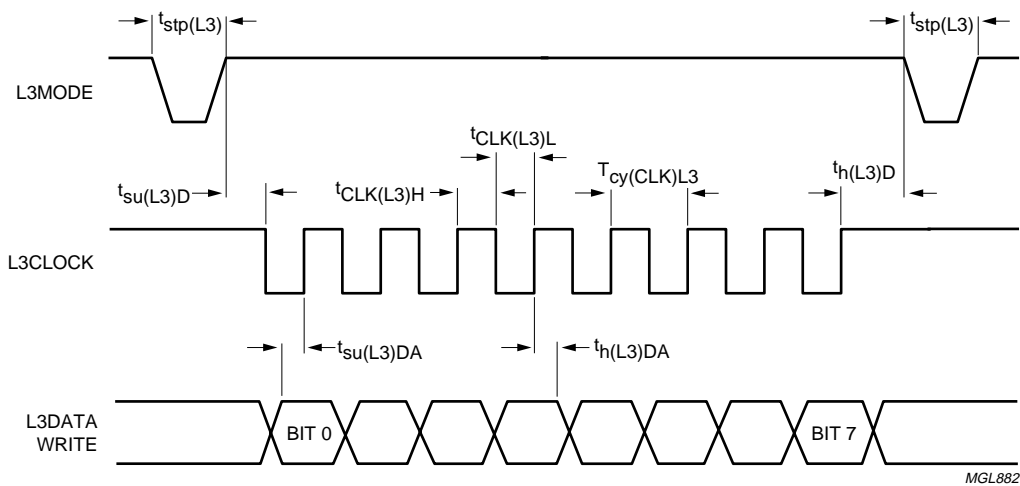 tstp(L3)
tstp(L3)
L3MODE
tCLK(L3)L
tsu(L3)D
tCLK(L3)H
Tcy(CLK)L3
th(L3)D
L3CLOCK
tsu(L3)DA
th(L3)DA
L3DATA
WRITE
BIT 0
BIT 7
MGL882